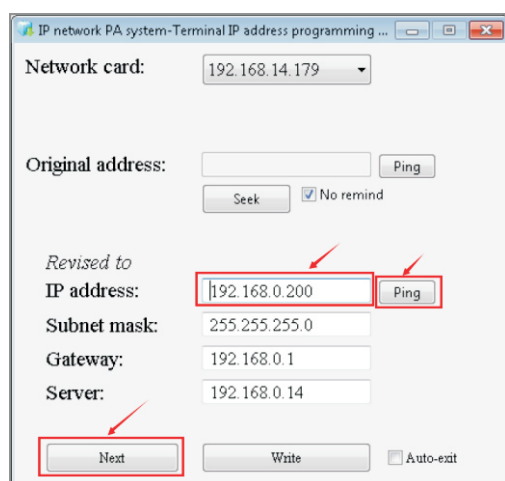 IP network PA system-Terminal IP address programming ...
Network card: 192.168.14.179
Original address: Ping
Seek No remind
Revised to
IP address: 192.168.0.200 Ping
Subnet mask: 255.255.255.0
Gateway: 192.168.0.1
Server: 192.168.0.14
Next Write Auto-exit